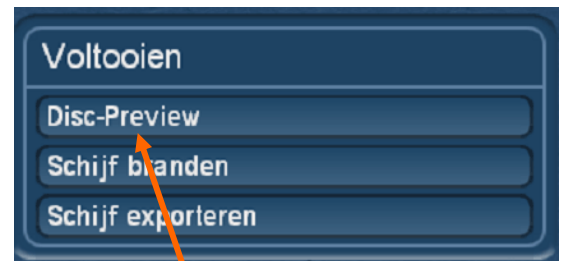 Voltooien
Disc-Preview
Schijf branden
Schijf exporteren